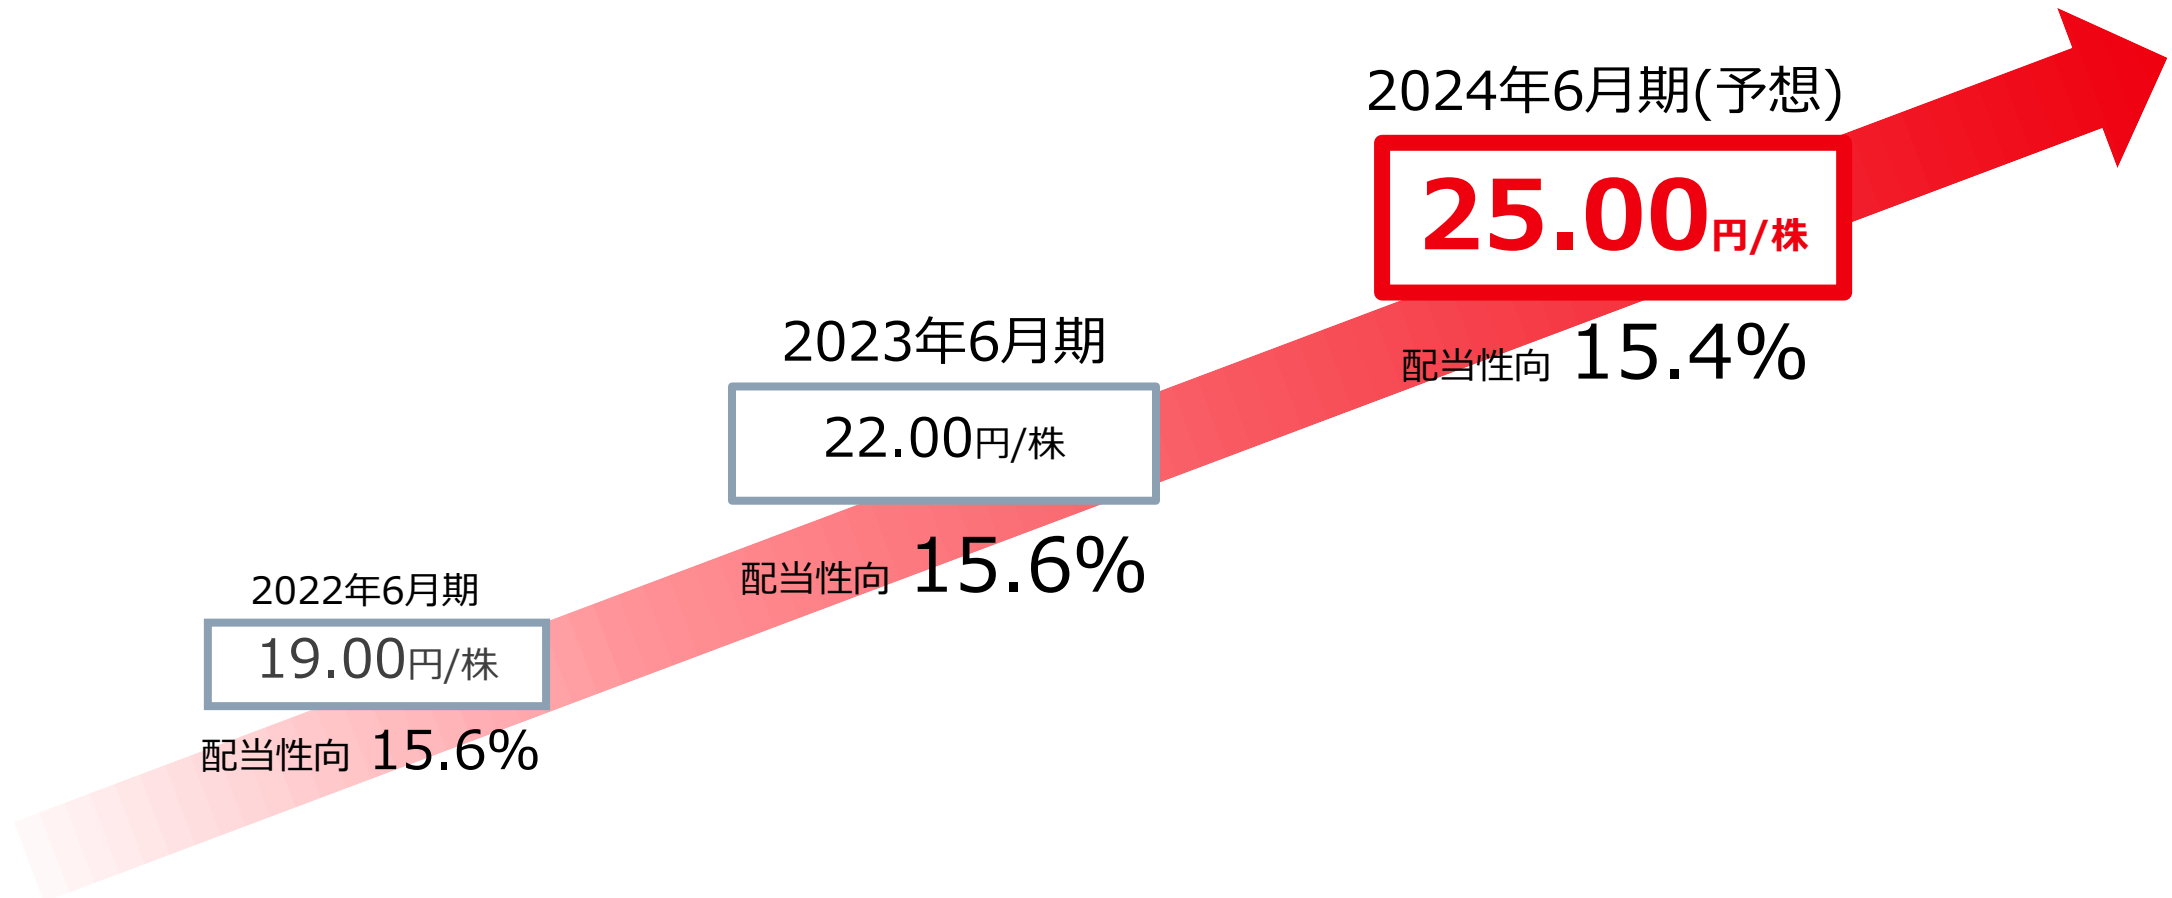 2024年6月期(予想)
25.00円/株
配当性向 15.4%
2023年6月期
22.00円/株
配当性向 15.6%
2022年6月期
19.00円/株
配当性向 15.6%